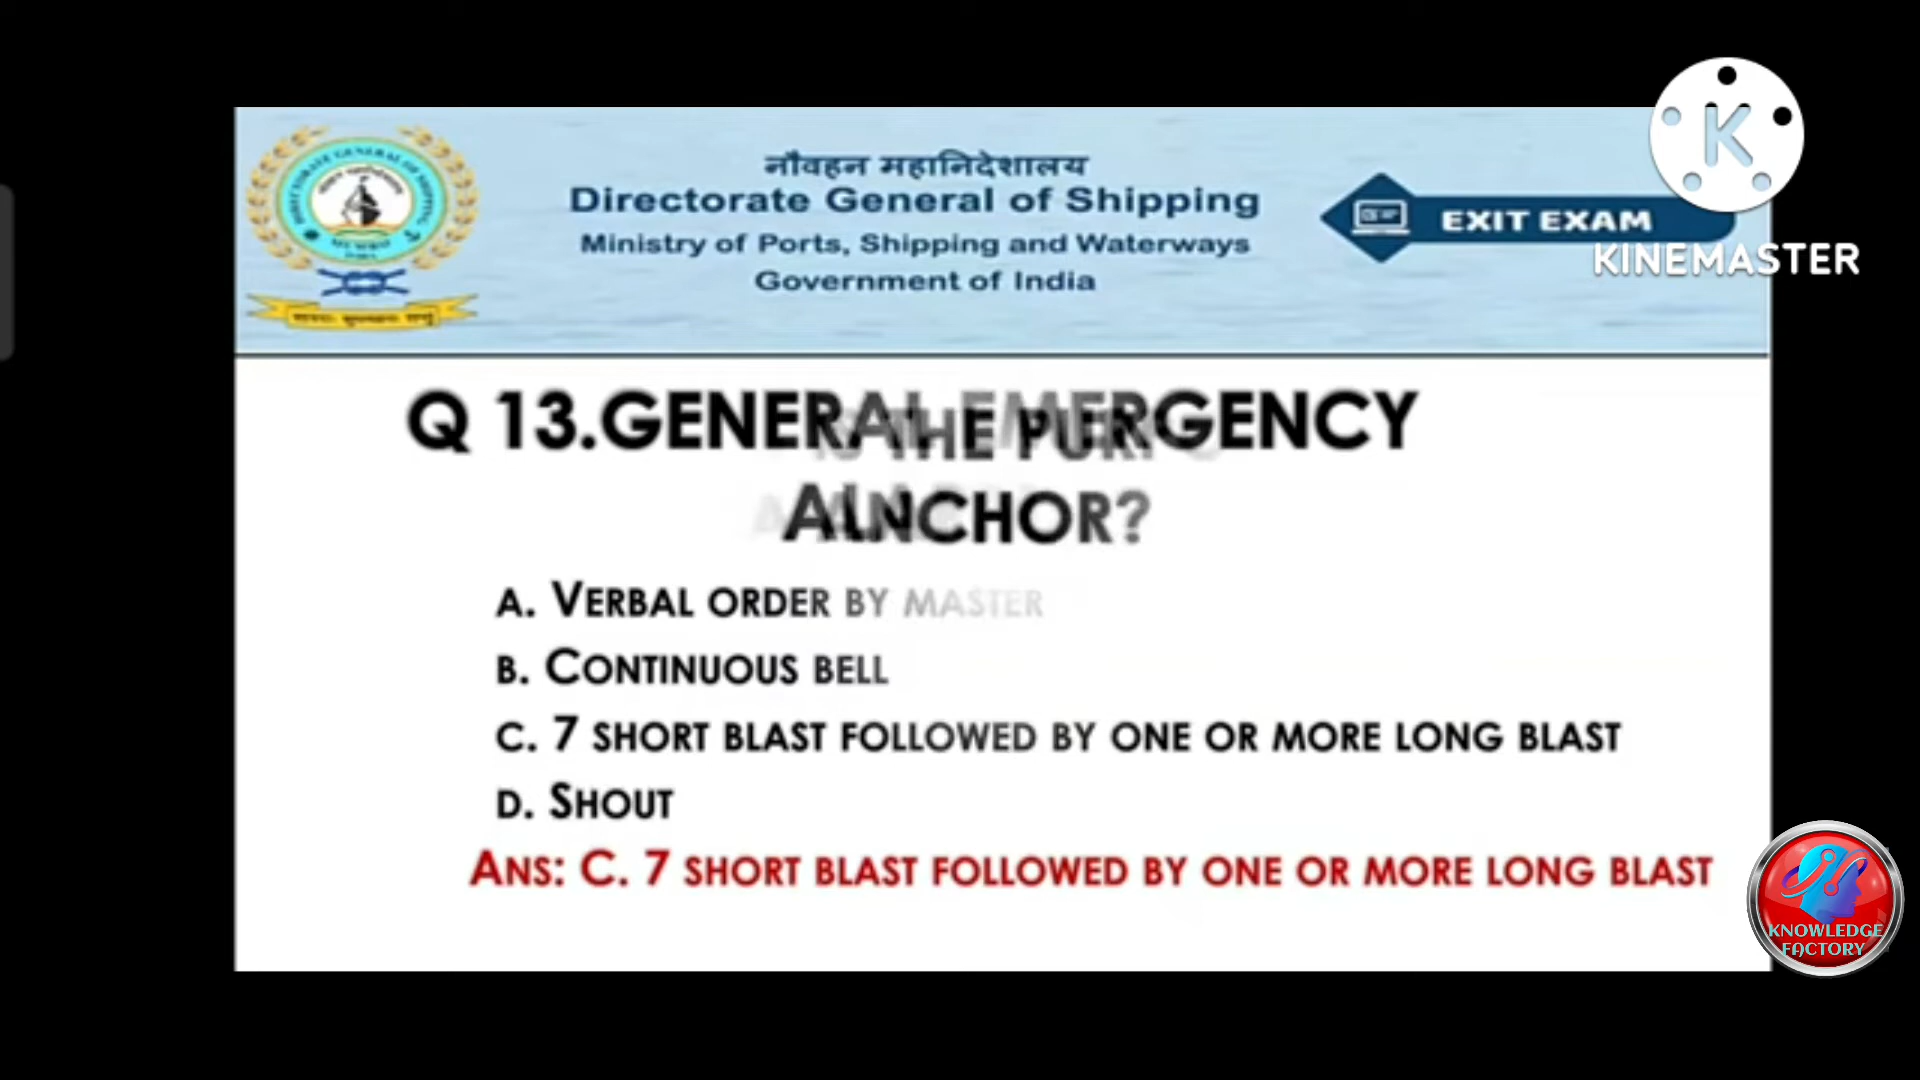 नौवहन महानिदेशालय
Directorate General of Shipping
Ministry of Ports, Shipping and Waterways
Government of India
EXIT EXAM
KINEMASTER
Q 13.GENERAL EMERGENCY
ANCHOR?
A. VERBAL ORDER BY MASTER
B. CONTINUOUS BELL
C. 7 SHORT BLAST FOLLOWED BY ONE OR MORE LONG BLAST
D. SHOUT
ANS: C. 7 SHORT BLAST FOLLOWED BY ONE OR MORE LONG BLAST
KNOWLEDGE
FACTORY